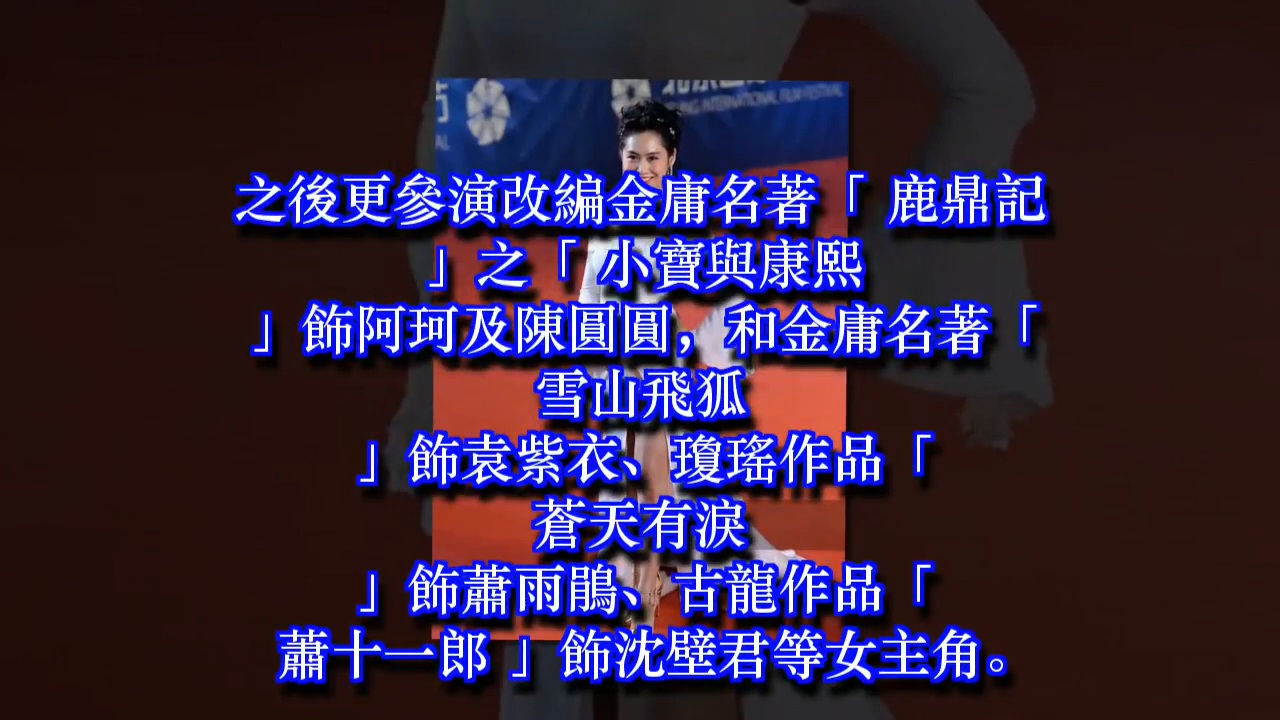 之後更參演改編金庸名著「 鹿鼎記
」之「 小寶與康熙
」飾阿珂及陳圓圓，和金庸名著「
雪山飛狐
」飾袁紫衣、瓊瑤作品「
蒼天有淚
」飾蕭雨鵑、古龍作品「
蕭十一郎 」飾沈壁君等女主角。
INTERNATIONAL FILM FESTIVAL